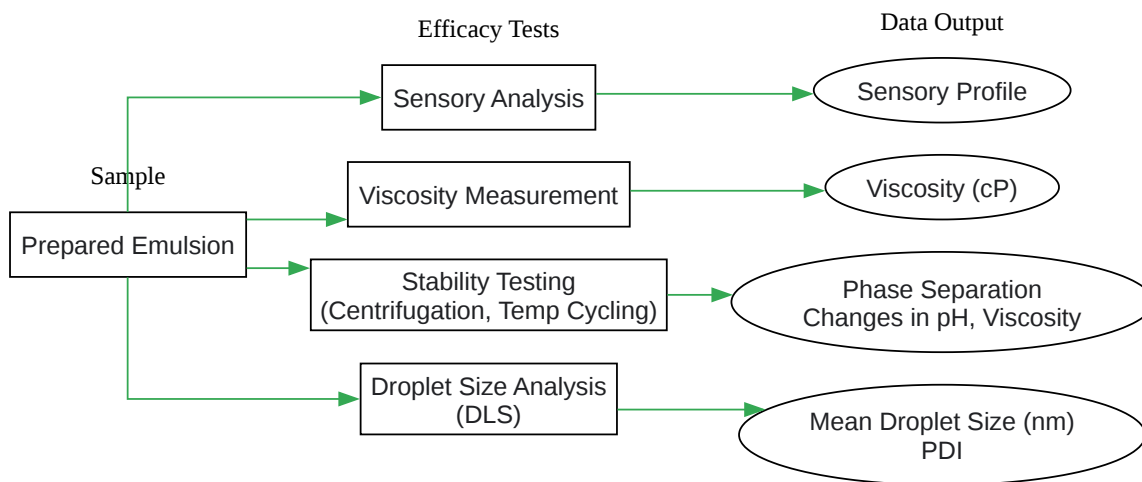 Efficacy Tests
Data Output
Sensory Analysis
Sensory Profile
Sample
Viscosity Measurement
Viscosity (cP)
Prepared Emulsion
Stability Testing
(Centrifugation, Temp Cycling)
Phase Separation
Changes in pH, Viscosity
Droplet Size Analysis
(DLS)
Mean Droplet Size (nm)
PDI